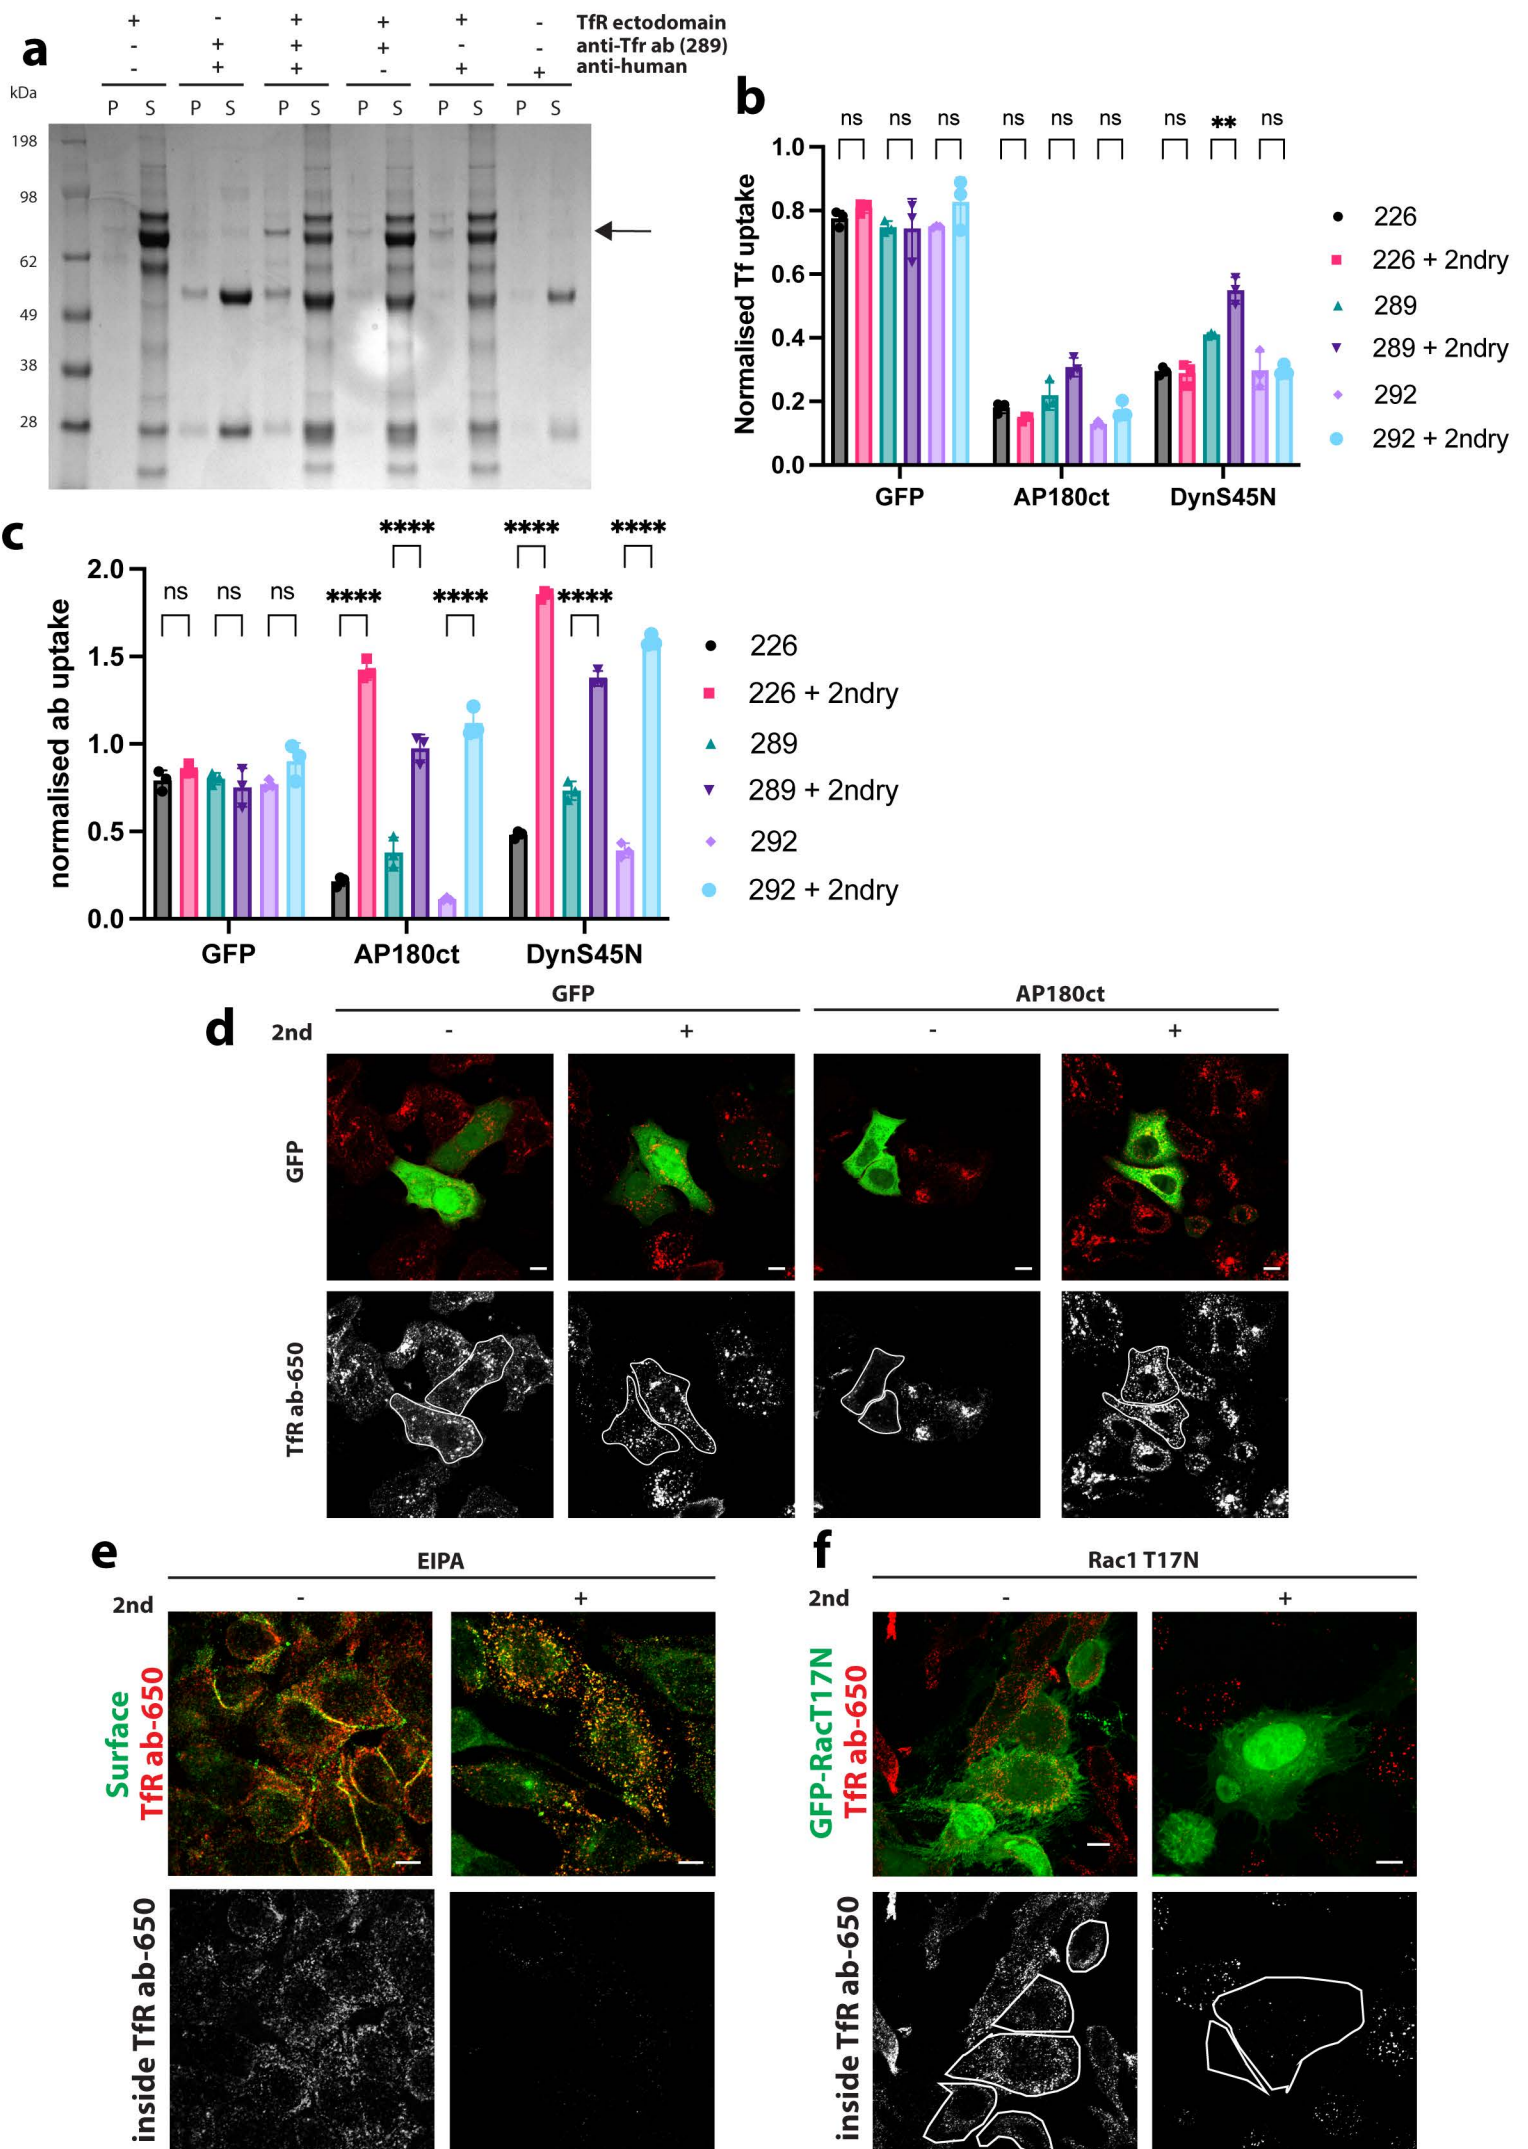 a
+ - + + + - TfR ectodomain
- + + + - - anti-Tfr ab (289)
- + + - + + anti-human
kDa
P S P S P S P S P S P S
198
98
62
49
38
28
b
ns ns ns ns ns ns ns ** ns
1.0
0.8
0.6
0.4
0.2
0.0
Normalised Tf uptake
GFP AP180ct DynS45N
226
226 + 2ndry
289
289 + 2ndry
292
292 + 2ndry
c
**** **** ****
ns ns ns **** **** ****
2.0
1.5
1.0
0.5
0.0
normalised ab uptake
GFP AP180ct DynS45N
226
226 + 2ndry
289
289 + 2ndry
292
292 + 2ndry
d
GFP AP180ct
2nd - + - +
GFP
TfR ab-650
e
EIPA
2nd - +
Surface
TfR ab-650
inside TfR ab-650
f
Rac1 T17N
2nd - +
GFP-RacT17N
TfR ab-650
inside TfR ab-650